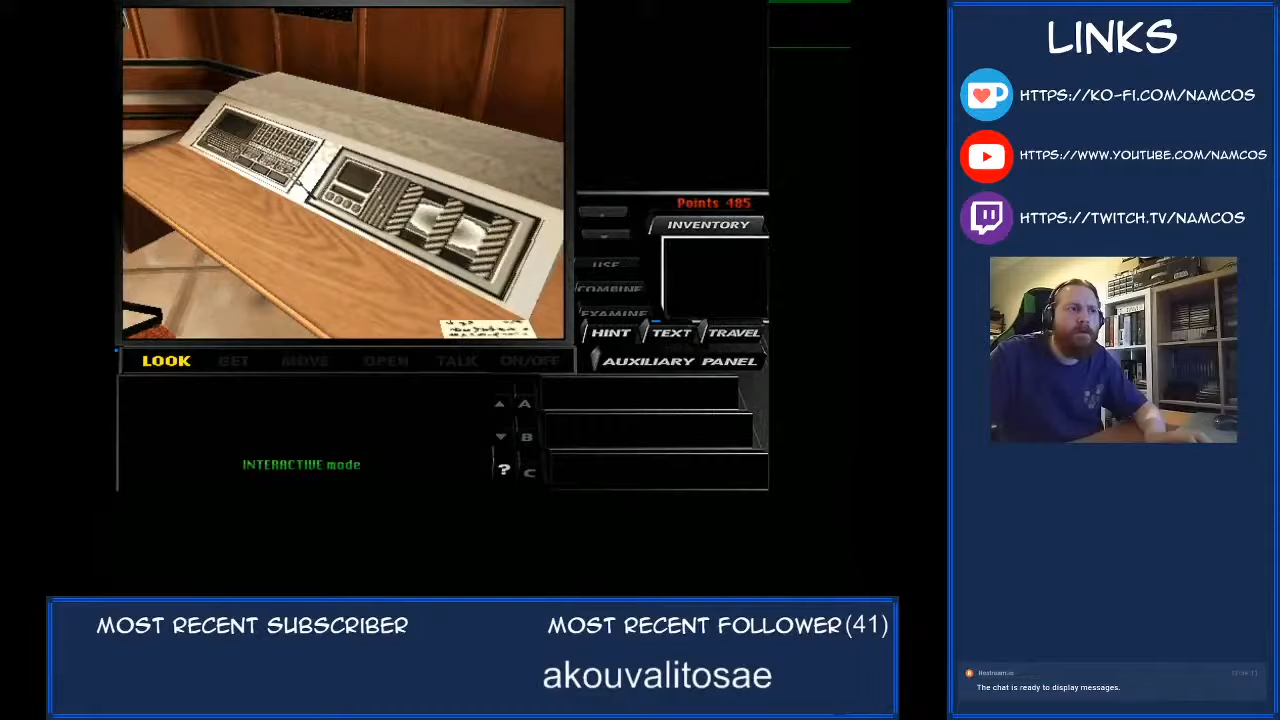 LINKS
HTTPS://KO-FI.COM/NAMCOS
HTTPS://WWW.YOUTUBE.COM/NAMCOS
HTTPS://TWITCH.TV/NAMCOS
Points 485
INVENTORY
USE
COMBINE
EXAMINE
HINT TEXT TRAVEL
AUXILIARY PANEL
LOOK GET MOVE OPEN TALK ON/OFF
A
B
? C
INTERACTIVE mode
MOST RECENT SUBSCRIBER
MOST RECENT FOLLOWER (41)
akouvalitosae
Restream.io
The chat is ready to display messages.